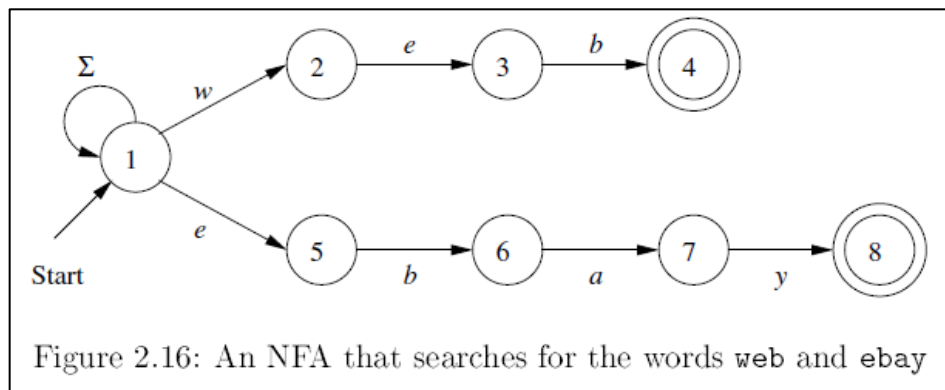 Σ
w
2
e
3
b
4
1
e
5
b
6
a
7
y
8
Start
Figure 2.16: An NFA that searches for the words web and ebay